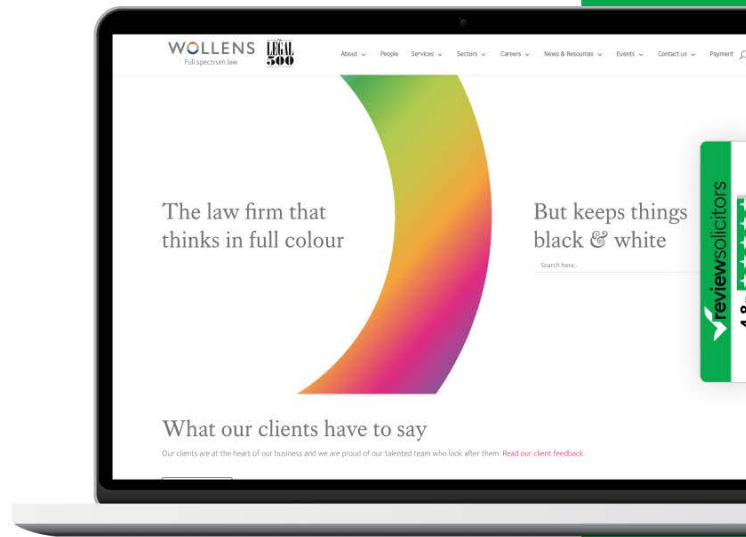 WOLLENS
Full spectrum law
THE
LEGAL
500
About
People
Services
Sectors
Careers
News & Resources
Events
Contact us
Payment
The law firm that
thinks in full colour
But keeps things
black & white
Search here..
reviewsolicitors
4.8
What our clients have to say
Our clients are at the heart of our business and we are proud of our talented team who look after them. Read our client feedback